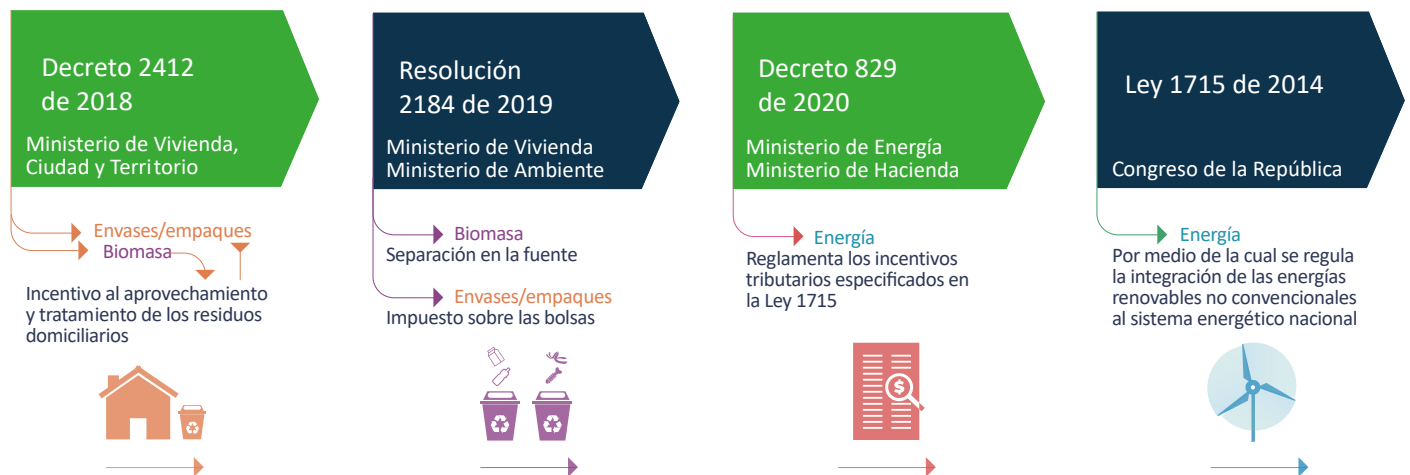 Decreto 2412
de 2018
Ministerio de Vivienda,
Ciudad y Territorio
Envases/empaques
Biomasa
Incentivo al aprovechamiento
y tratamiento de los residuos
domiciliarios
Resolución
2184 de 2019
Ministerio de Vivienda
Ministerio de Ambiente
Biomasa
Separación en la fuente
Envases/empaques
Impuesto sobre las bolsas
Decreto 829
de 2020
Ministerio de Energía
Ministerio de Hacienda
Energía
Reglamenta los incentivos
tributarios especificados en
la Ley 1715
$
Ley 1715 de 2014
Congreso de la República
Energía
Por medio de la cual se regula
la integración de las energías
renovables no convencionales
al sistema energético nacional